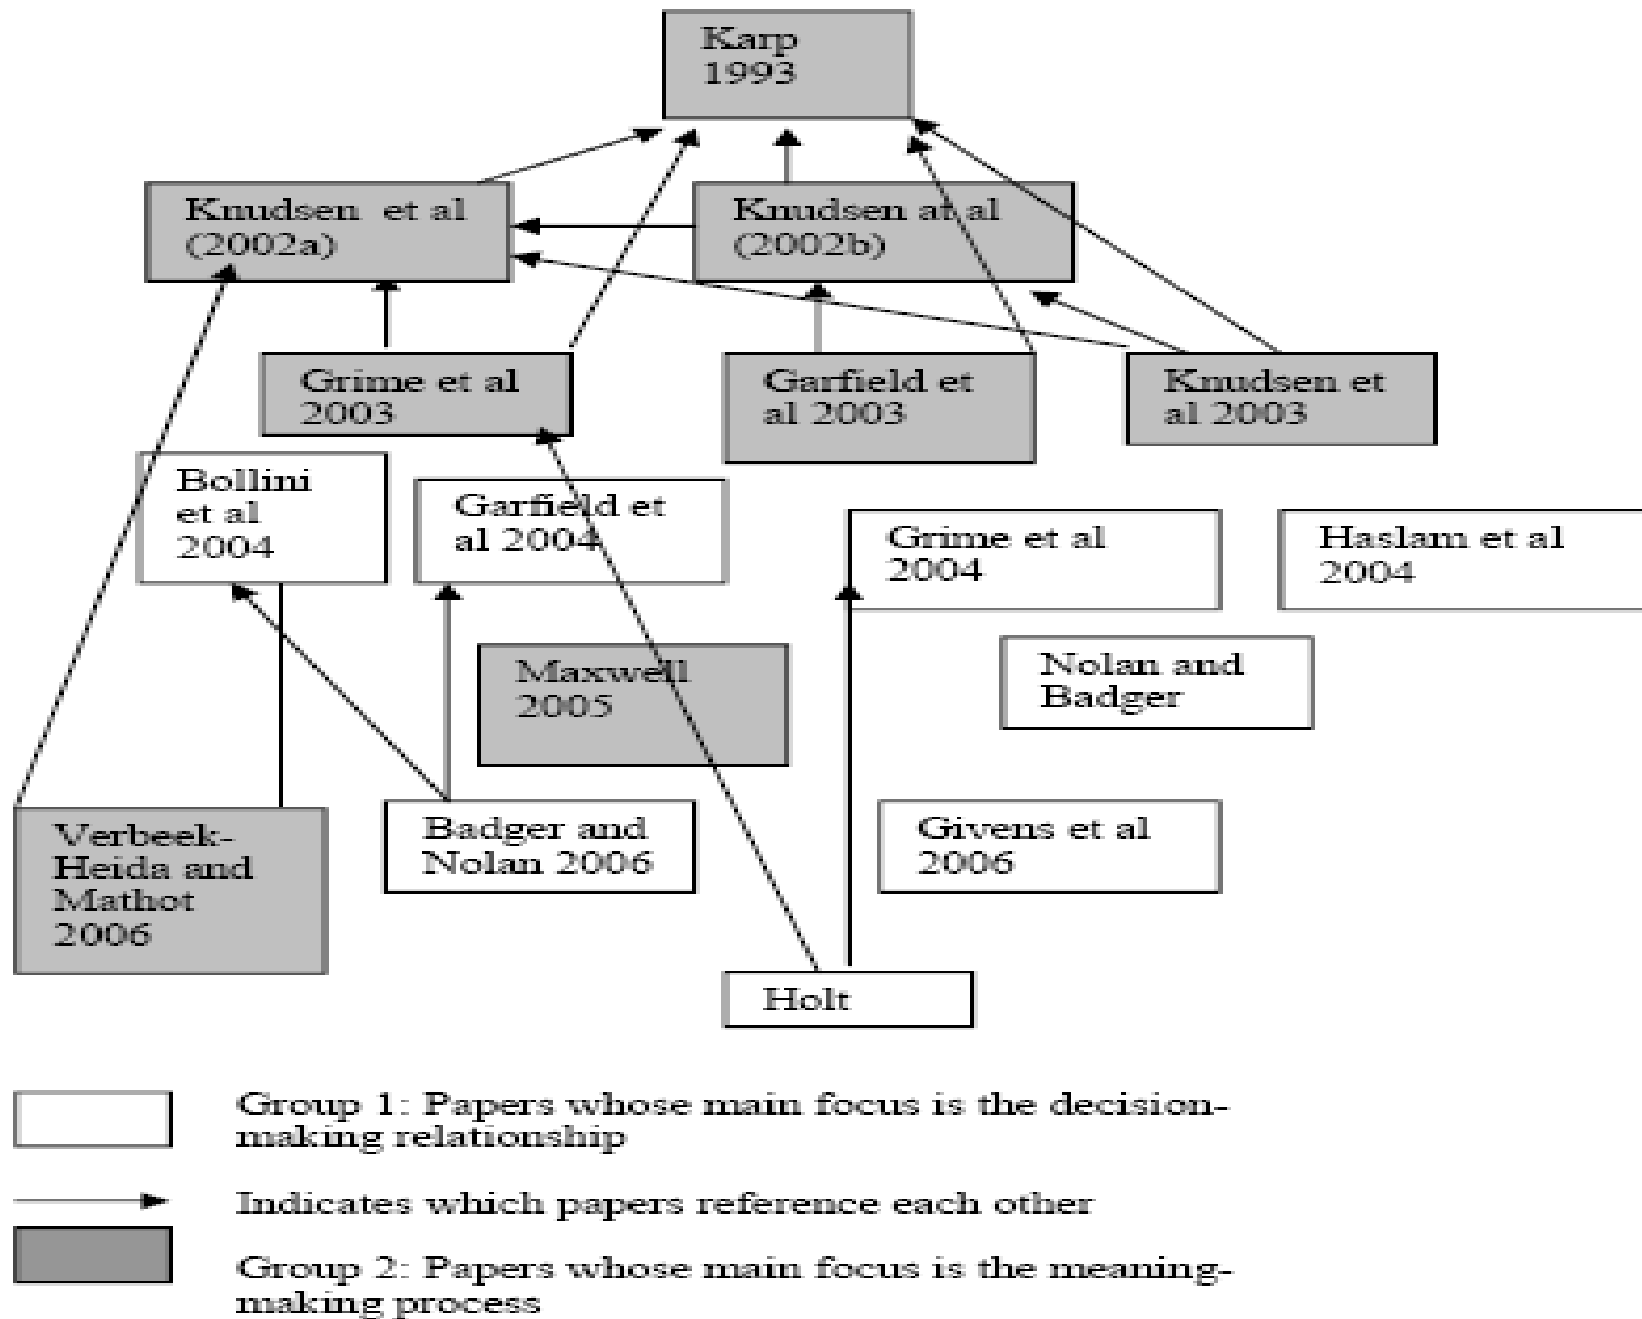 Karp
1993
Knudsen et al
(2002a)
Knudsen at al
(2002b)
Grime et al
2003
Garfield et
al 2003
Knudsen et
al 2003
Bollini
et al
2004
Garfield et
al 2004
Grime et al
2004
Haslam et al
2004
Maxwell
2005
Nolan and
Badger
Verbeek-
Heida and
Mathot
2006
Badger and
Nolan 2006
Givens et al
2006
Holt
Group 1: Papers whose main focus is the decision-
making relationship
Indicates which papers reference each other
Group 2: Papers whose main focus is the meaning-
making process